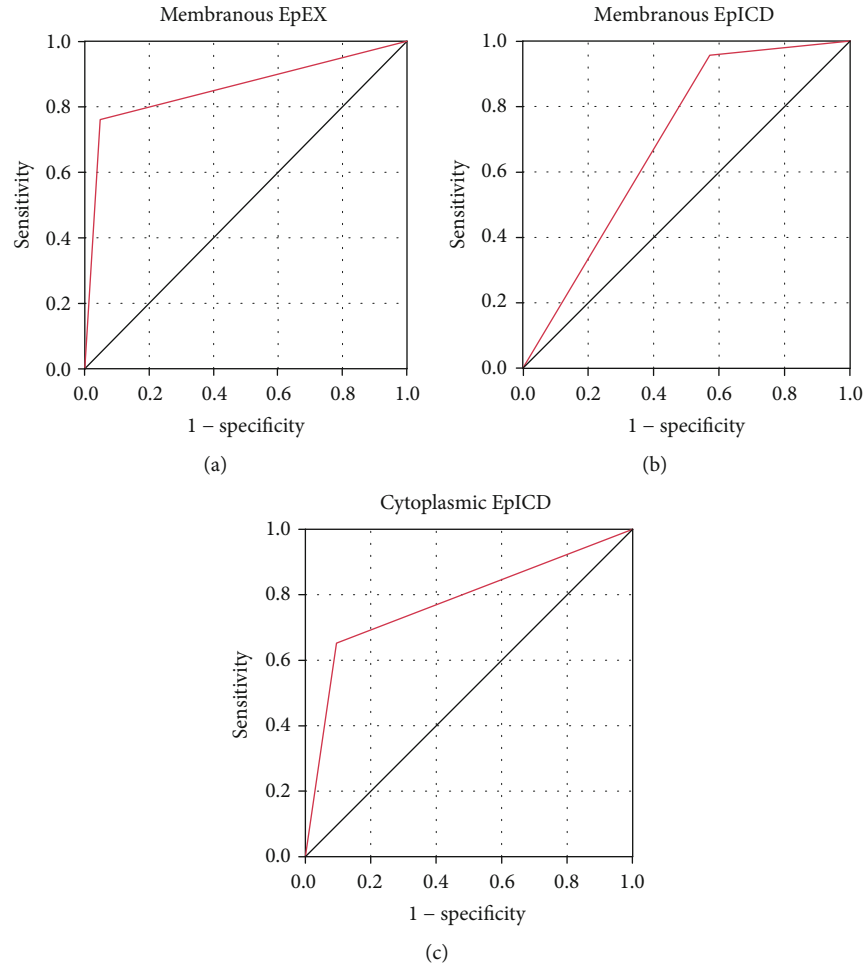 Membranous EpEX
1.0
0.8
0.6
0.4
0.2
0.0
Sensitivity
0.0 0.2 0.4 0.6 0.8 1.0
1 − specificity
(a)
Membranous EpICD
1.0
0.8
0.6
0.4
0.2
0.0
Sensitivity
0.0 0.2 0.4 0.6 0.8 1.0
1 − specificity
(b)
Cytoplasmic EpICD
1.0
0.8
0.6
0.4
0.2
0.0
Sensitivity
0.0 0.2 0.4 0.6 0.8 1.0
1 − specificity
(c)